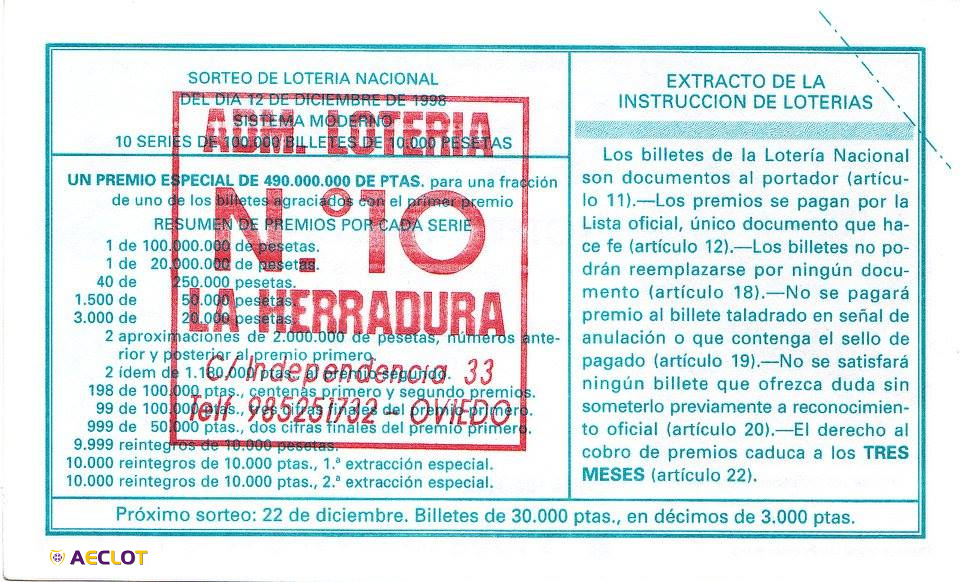 SORTEO DE LOTERIA NACIONAL
DEL DIA 12 DE DICIEMBRE DE 1998
SISTEMA MODERNO
10 SERIES DE 100.000 BILLETES DE 10.000 PESETAS
UN PREMIO ESPECIAL DE 490.000.000 DE PTAS. para una fracción
de uno de los billetes agraciados con el primer premio
RESUMEN DE PREMIOS POR CADA SERIE
1 de 100.000.000 de pesetas.
1 de 20.000.000 de pesetas.
40 de 250.000 pesetas.
1.500 de 50.000 pesetas.
3.000 de 20.000 pesetas.
2 aproximaciones de 2.000.000 de pesetas, números ante-
rior y posterior al premio primero.
2 ídem de 1.180.000 ptas., al premio segundo.
198 de 100.000 ptas., centenas primero y segundo premios.
99 de 100.000 ptas., tres cifras finales del premio primero.
999 de 50.000 ptas., dos cifras finales del premio primero.
9.999 reintegros de 10.000 pesetas.
10.000 reintegros de 10.000 ptas., 1.ª extracción especial.
10.000 reintegros de 10.000 ptas., 2.ª extracción especial.
ADM. LOTERIA
N.º 10
LA HERRADURA
C/ Independencia 33
Telf. 985251732 - OVIEDO
EXTRACTO DE LA
INSTRUCCION DE LOTERIAS
Los billetes de la Lotería Nacional
son documentos al portador (artícu-
lo 11).—Los premios se pagan por la
Lista oficial, único documento que ha-
ce fe (artículo 12).—Los billetes no po-
drán reemplazarse por ningún docu-
mento (artículo 18).—No se pagará
premio al billete taladrado en señal de
anulación o que contenga el sello de
pagado (artículo 19).—No se satisfará
ningún billete que ofrezca duda sin
someterlo previamente a reconocimien-
to oficial (artículo 20).—El derecho al
cobro de premios caduca a los TRES
MESES (artículo 22).
Próximo sorteo: 22 de diciembre. Billetes de 30.000 ptas., en décimos de 3.000 ptas.
AECLOT